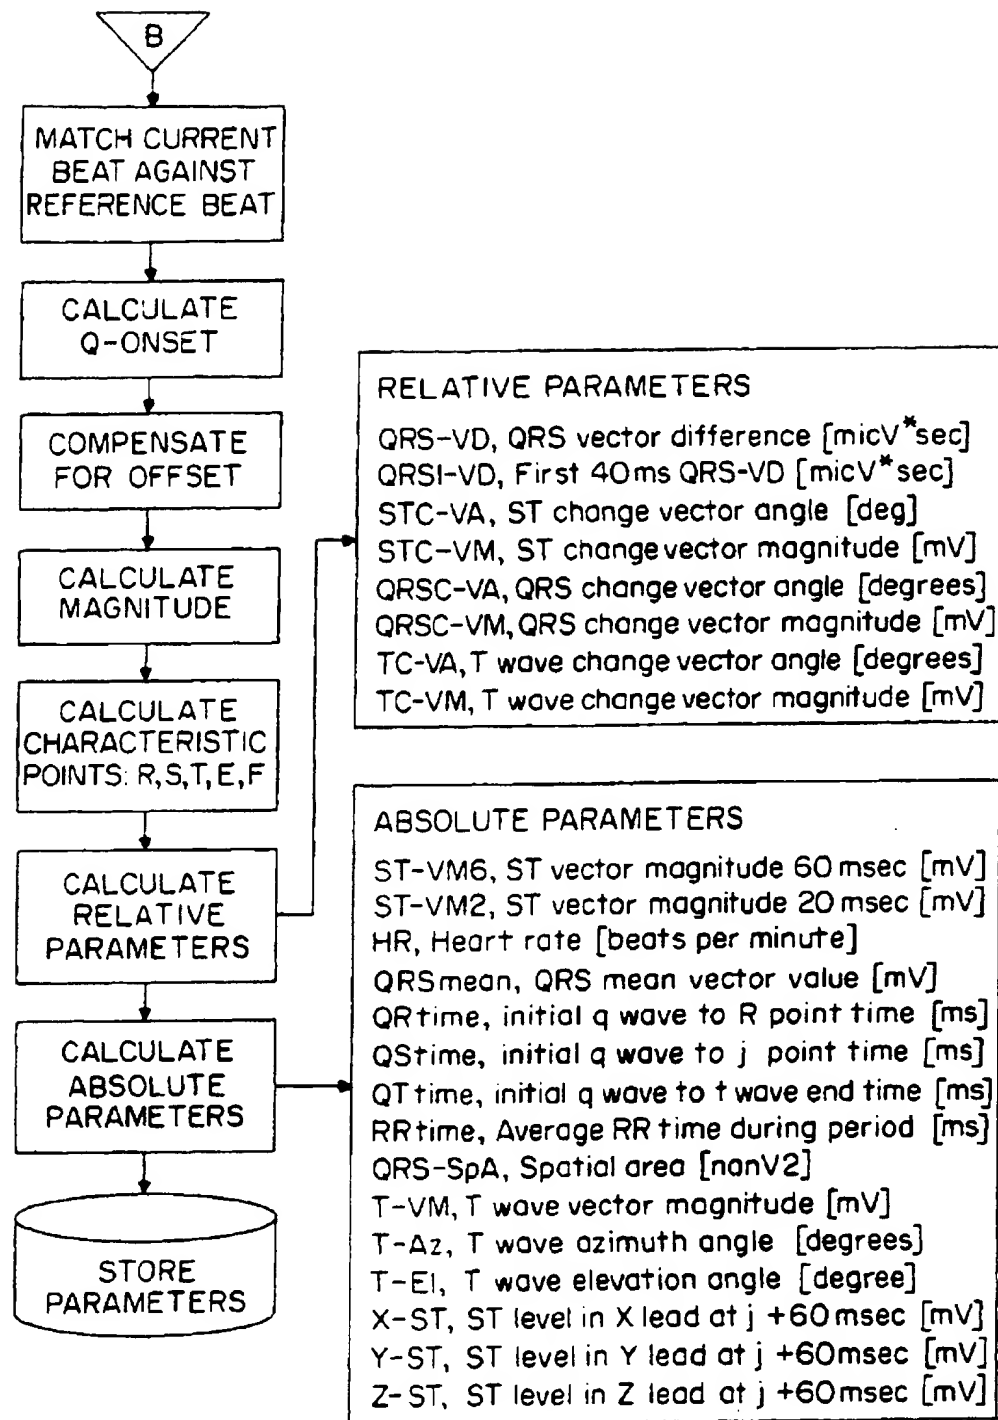 B
MATCH CURRENT
BEAT AGAINST
REFERENCE BEAT
CALCULATE
Q-ONSET
COMPENSATE
FOR OFFSET
CALCULATE
MAGNITUDE
CALCULATE
CHARACTERISTIC
POINTS: R,S,T,E,F
CALCULATE
RELATIVE
PARAMETERS
CALCULATE
ABSOLUTE
PARAMETERS
STORE
PARAMETERS
RELATIVE PARAMETERS
QRS-VD, QRS vector difference [micV*sec]
QRSI-VD, First 40ms QRS-VD [micV*sec]
STC-VA, ST change vector angle [deg]
STC-VM, ST change vector magnitude [mV]
QRSC-VA, QRS change vector angle [degrees]
QRSC-VM, QRS change vector magnitude [mV]
TC-VA, T wave change vector angle [degrees]
TC-VM, T wave change vector magnitude [mV]
ABSOLUTE PARAMETERS
ST-VM6, ST vector magnitude 60 msec [mV]
ST-VM2, ST vector magnitude 20 msec [mV]
HR, Heart rate [beats per minute]
QRSmean, QRS mean vector value [mV]
QRtime, initial q wave to R point time [ms]
QStime, initial q wave to j point time [ms]
QTtime, initial q wave to t wave end time [ms]
RRtime, Average RR time during period [ms]
QRS-SpA, Spatial area [nanV2]
T-VM, T wave vector magnitude [mV]
T-Az, T wave azimuth angle [degrees]
T-El, T wave elevation angle [degree]
X-ST, ST level in X lead at j +60msec [mV]
Y-ST, ST level in Y lead at j +60msec [mV]
Z-ST, ST level in Z lead at j +60msec [mV]